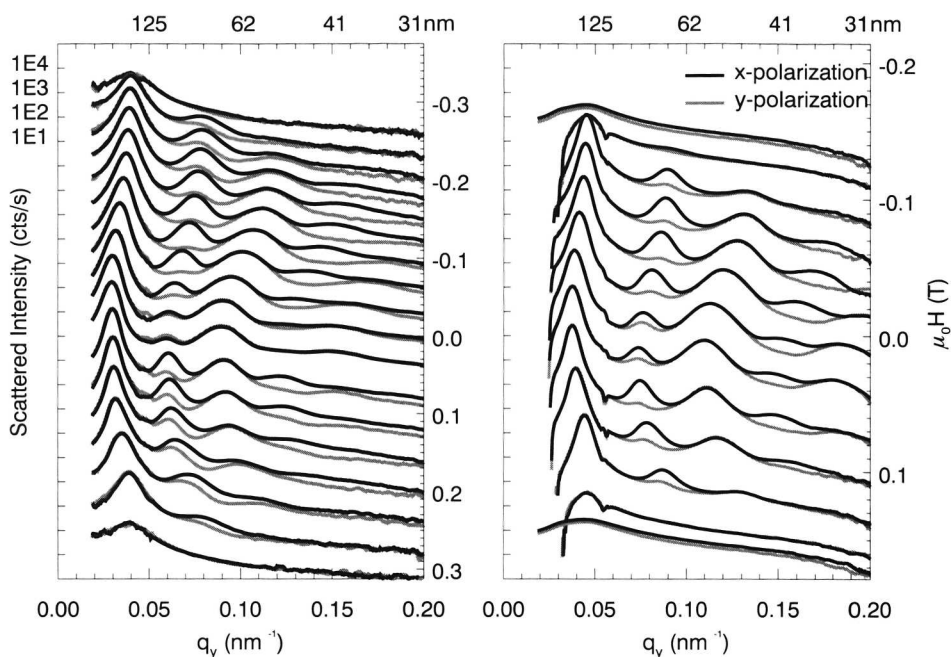 125 62 41 31nm
125 62 41 31nm
1E4
1E3
1E2
1E1
Scattered Intensity (cts/s)
-0.3
-0.2
-0.1
0.0
0.1
0.2
0.3
x-polarization
y-polarization
-0.2
-0.1
0.0
0.1
μ₀H (T)
0.00 0.05 0.10 0.15 0.20
0.00 0.05 0.10 0.15 0.20
q_y (nm⁻¹)
q_y (nm⁻¹)